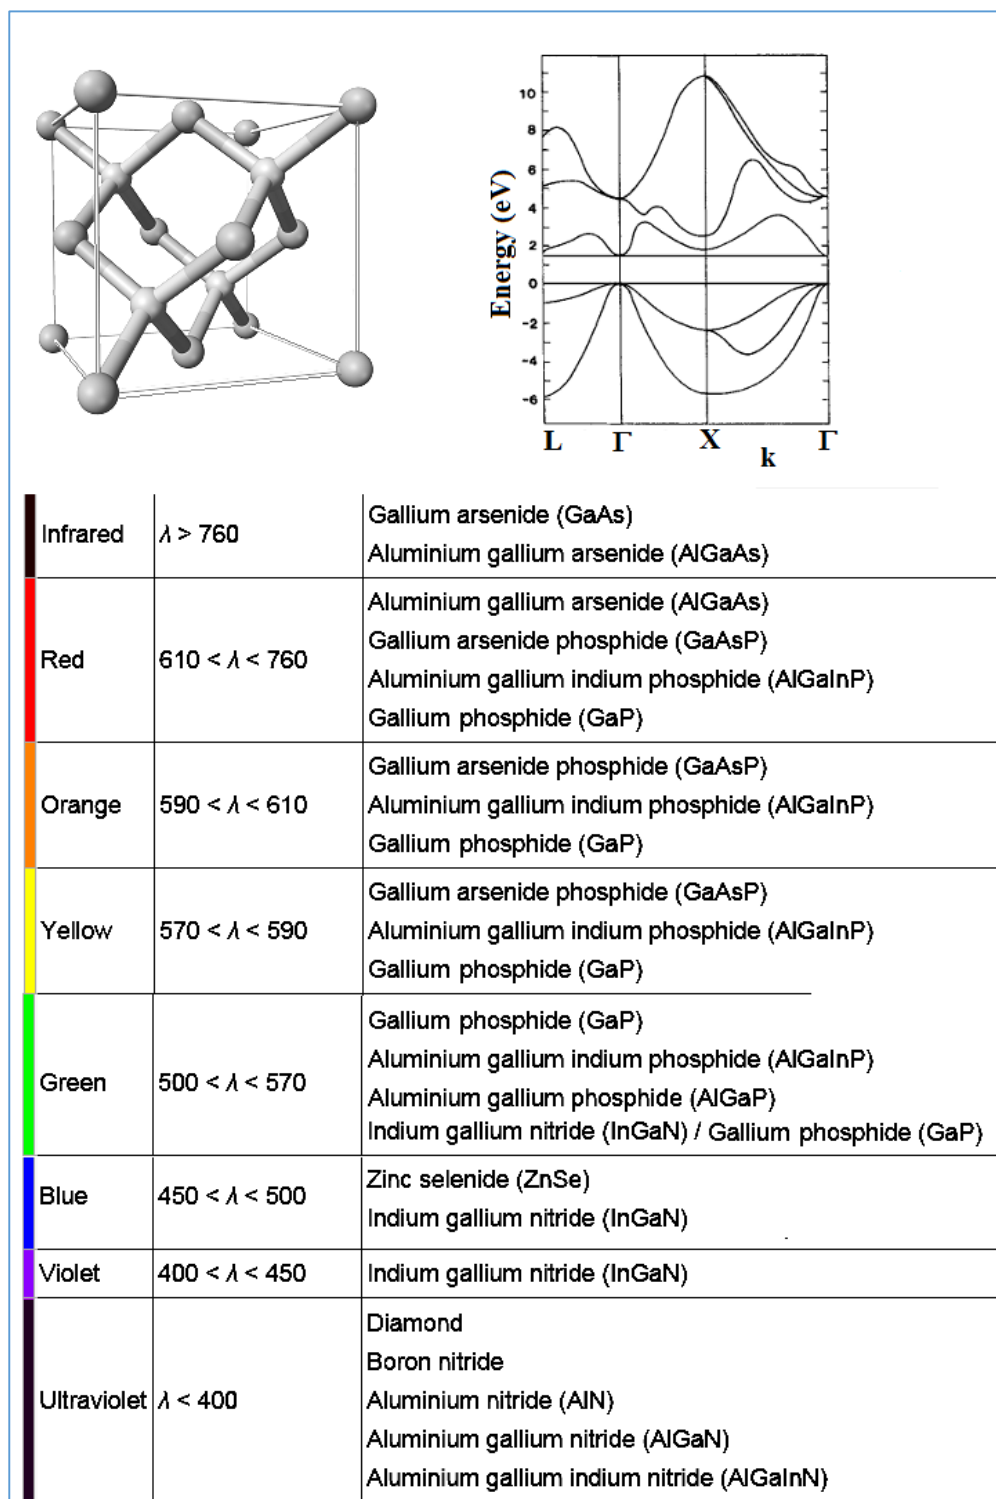 Energy (eV)
10
8
6
4
2
0
-2
-4
-6
L Γ X Γ
k
Infrared
λ > 760
Gallium arsenide (GaAs)
Aluminium gallium arsenide (AlGaAs)
Red
610 < λ < 760
Aluminium gallium arsenide (AlGaAs)
Gallium arsenide phosphide (GaAsP)
Aluminium gallium indium phosphide (AlGaInP)
Gallium phosphide (GaP)
Orange
590 < λ < 610
Gallium arsenide phosphide (GaAsP)
Aluminium gallium indium phosphide (AlGaInP)
Gallium phosphide (GaP)
Yellow
570 < λ < 590
Gallium arsenide phosphide (GaAsP)
Aluminium gallium indium phosphide (AlGaInP)
Gallium phosphide (GaP)
Green
500 < λ < 570
Gallium phosphide (GaP)
Aluminium gallium indium phosphide (AlGaInP)
Aluminium gallium phosphide (AlGaP)
Indium gallium nitride (InGaN) / Gallium phosphide (GaP)
Blue
450 < λ < 500
Zinc selenide (ZnSe)
Indium gallium nitride (InGaN)
Violet
400 < λ < 450
Indium gallium nitride (InGaN)
Ultraviolet
λ < 400
Diamond
Boron nitride
Aluminium nitride (AlN)
Aluminium gallium nitride (AlGaN)
Aluminium gallium indium nitride (AlGaInN)